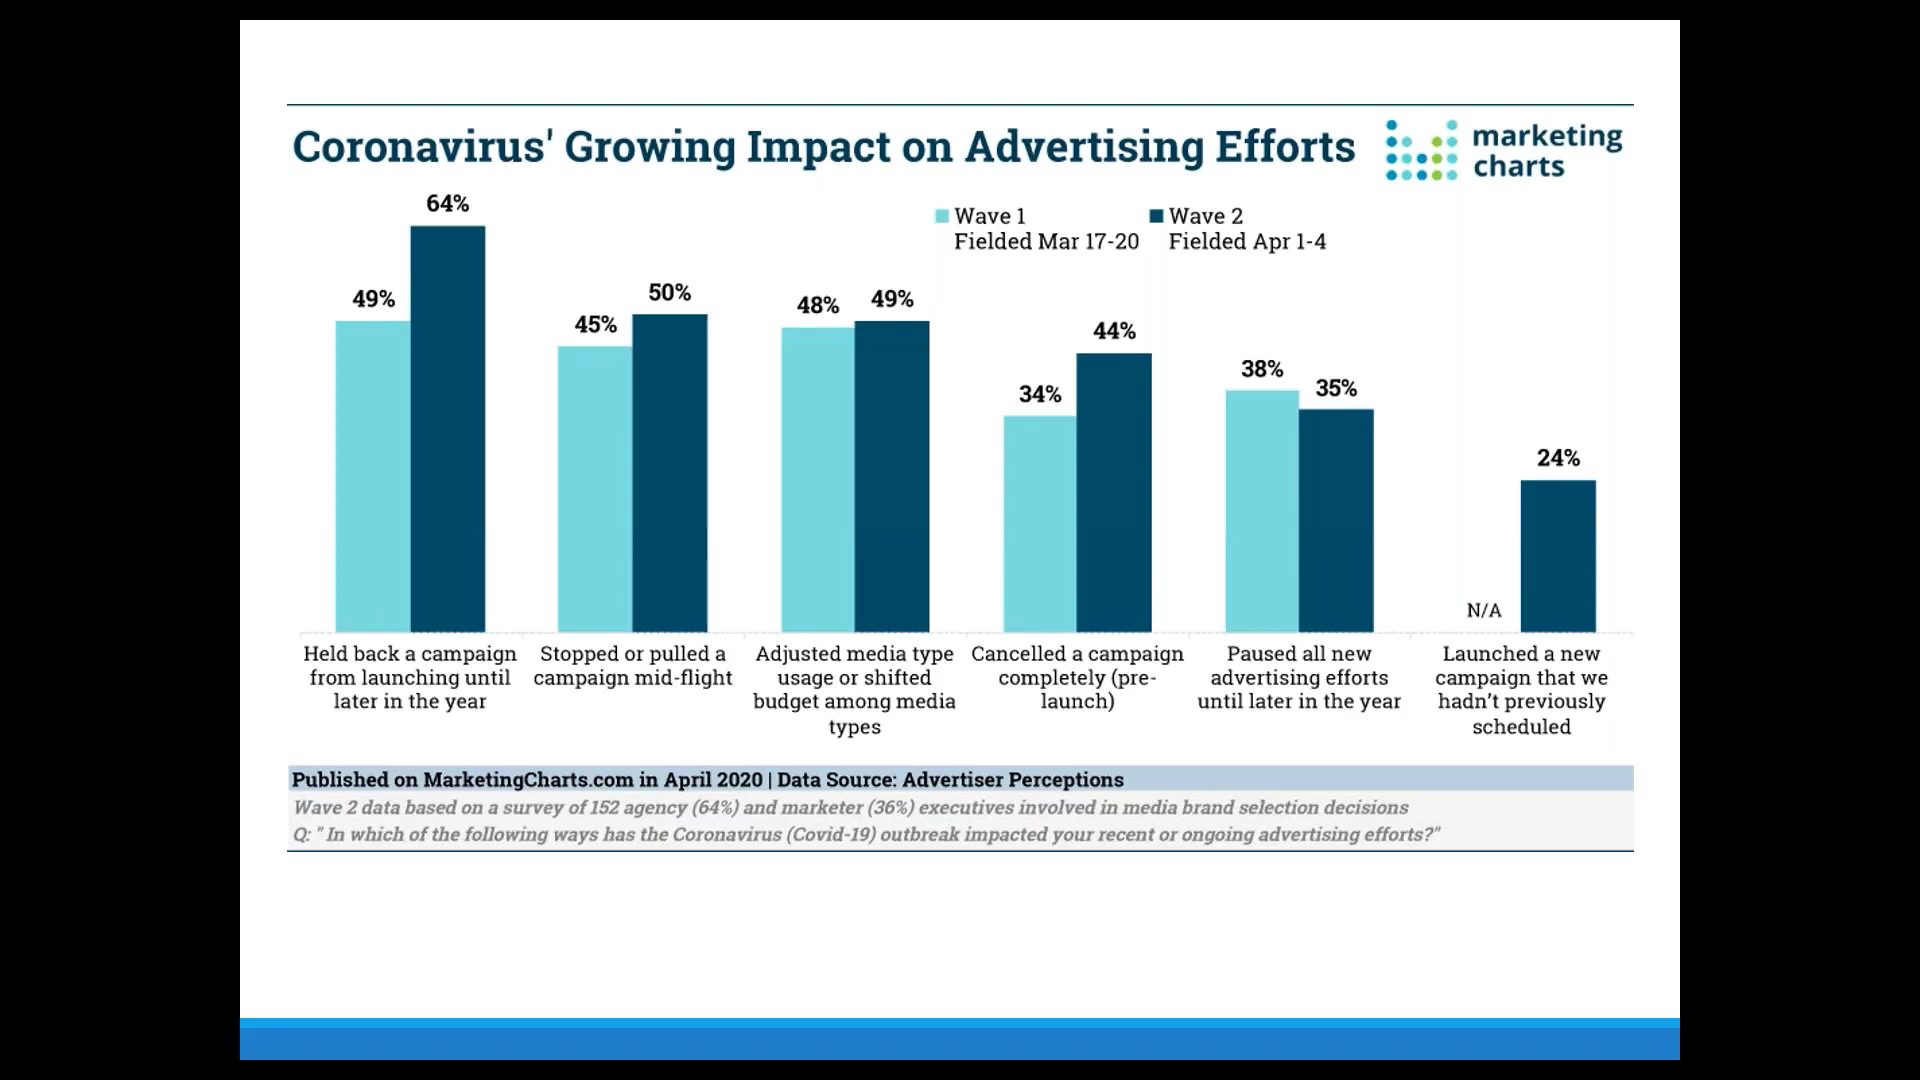 Coronavirus' Growing Impact on Advertising Efforts
marketing
charts
Wave 1
Fielded Mar 17-20
Wave 2
Fielded Apr 1-4
49%
64%
45%
50%
48%
49%
34%
44%
38%
35%
N/A
24%
Held back a campaign
from launching until
later in the year
Stopped or pulled a
campaign mid-flight
Adjusted media type
usage or shifted
budget among media
types
Cancelled a campaign
completely (pre-
launch)
Paused all new
advertising efforts
until later in the year
Launched a new
campaign that we
hadn't previously
scheduled
Published on MarketingCharts.com in April 2020 | Data Source: Advertiser Perceptions
Wave 2 data based on a survey of 152 agency (64%) and marketer (36%) executives involved in media brand selection decisions
Q: " In which of the following ways has the Coronavirus (Covid-19) outbreak impacted your recent or ongoing advertising efforts?"